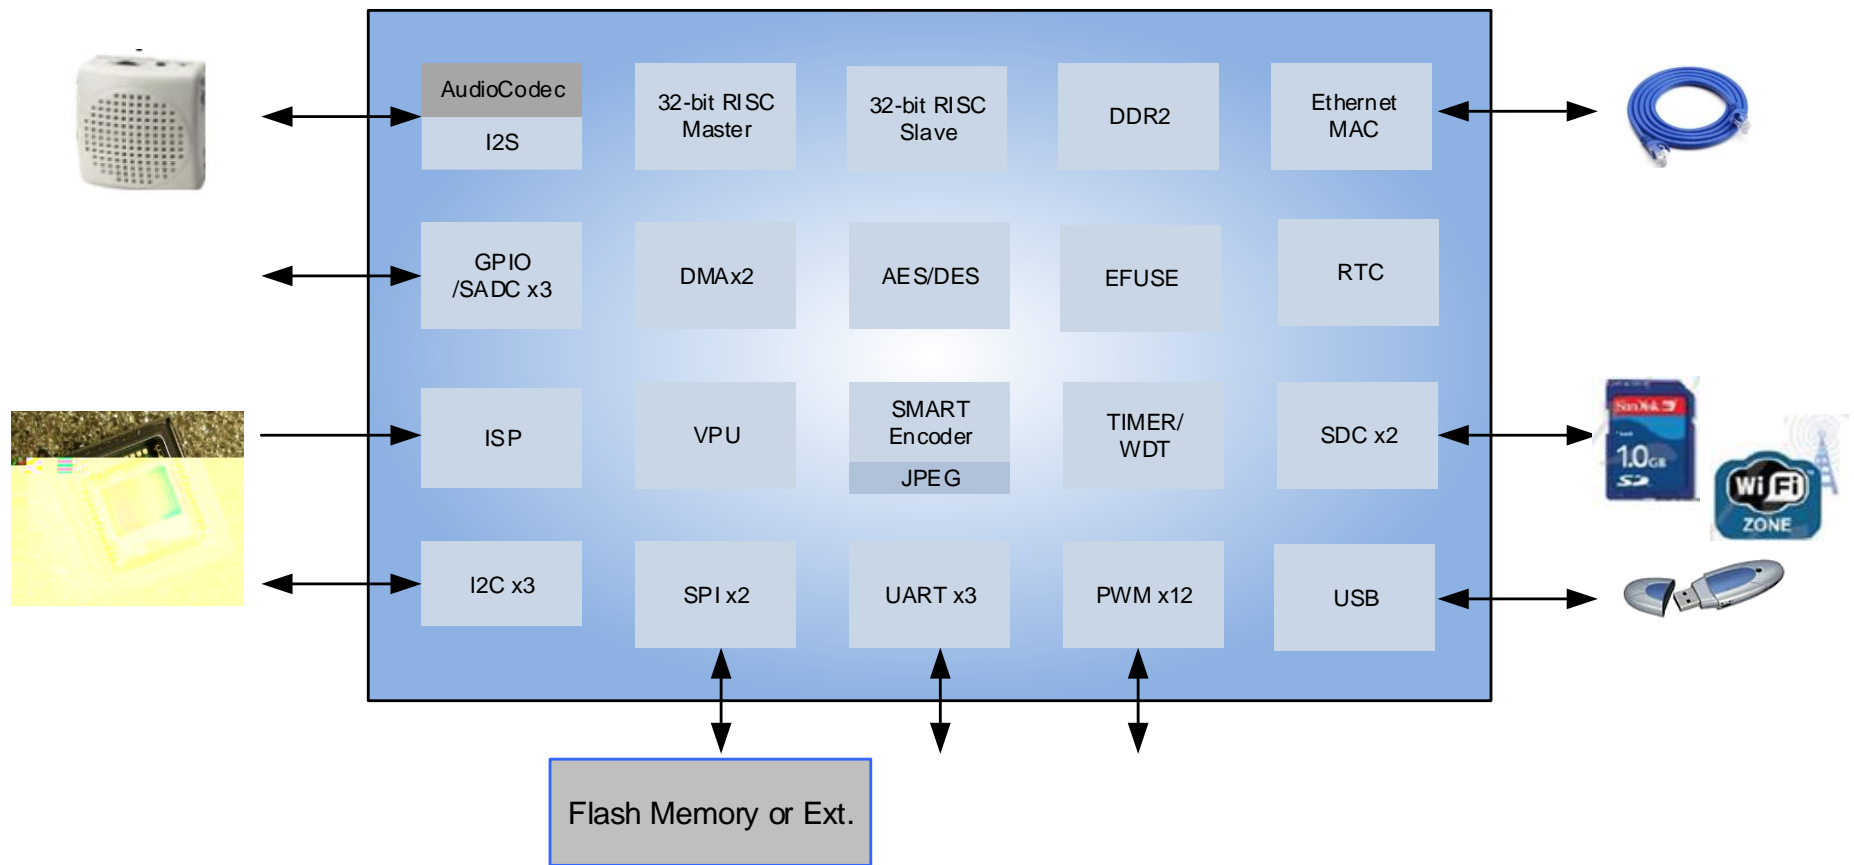 AudioCodec
I2S
32-bit RISC
Master
32-bit RISC
Slave
DDR2
Ethernet
MAC
GPIO
/SADC x3
DMAx2
AES/DES
EFUSE
RTC
ISP
VPU
SMART
Encoder
JPEG
TIMER/
WDT
SDC x2
SanDisk
1.0GB
Wi Fi
ZONE
I2C x3
SPI x2
UART x3
PWM x12
USB
Flash Memory or Ext.